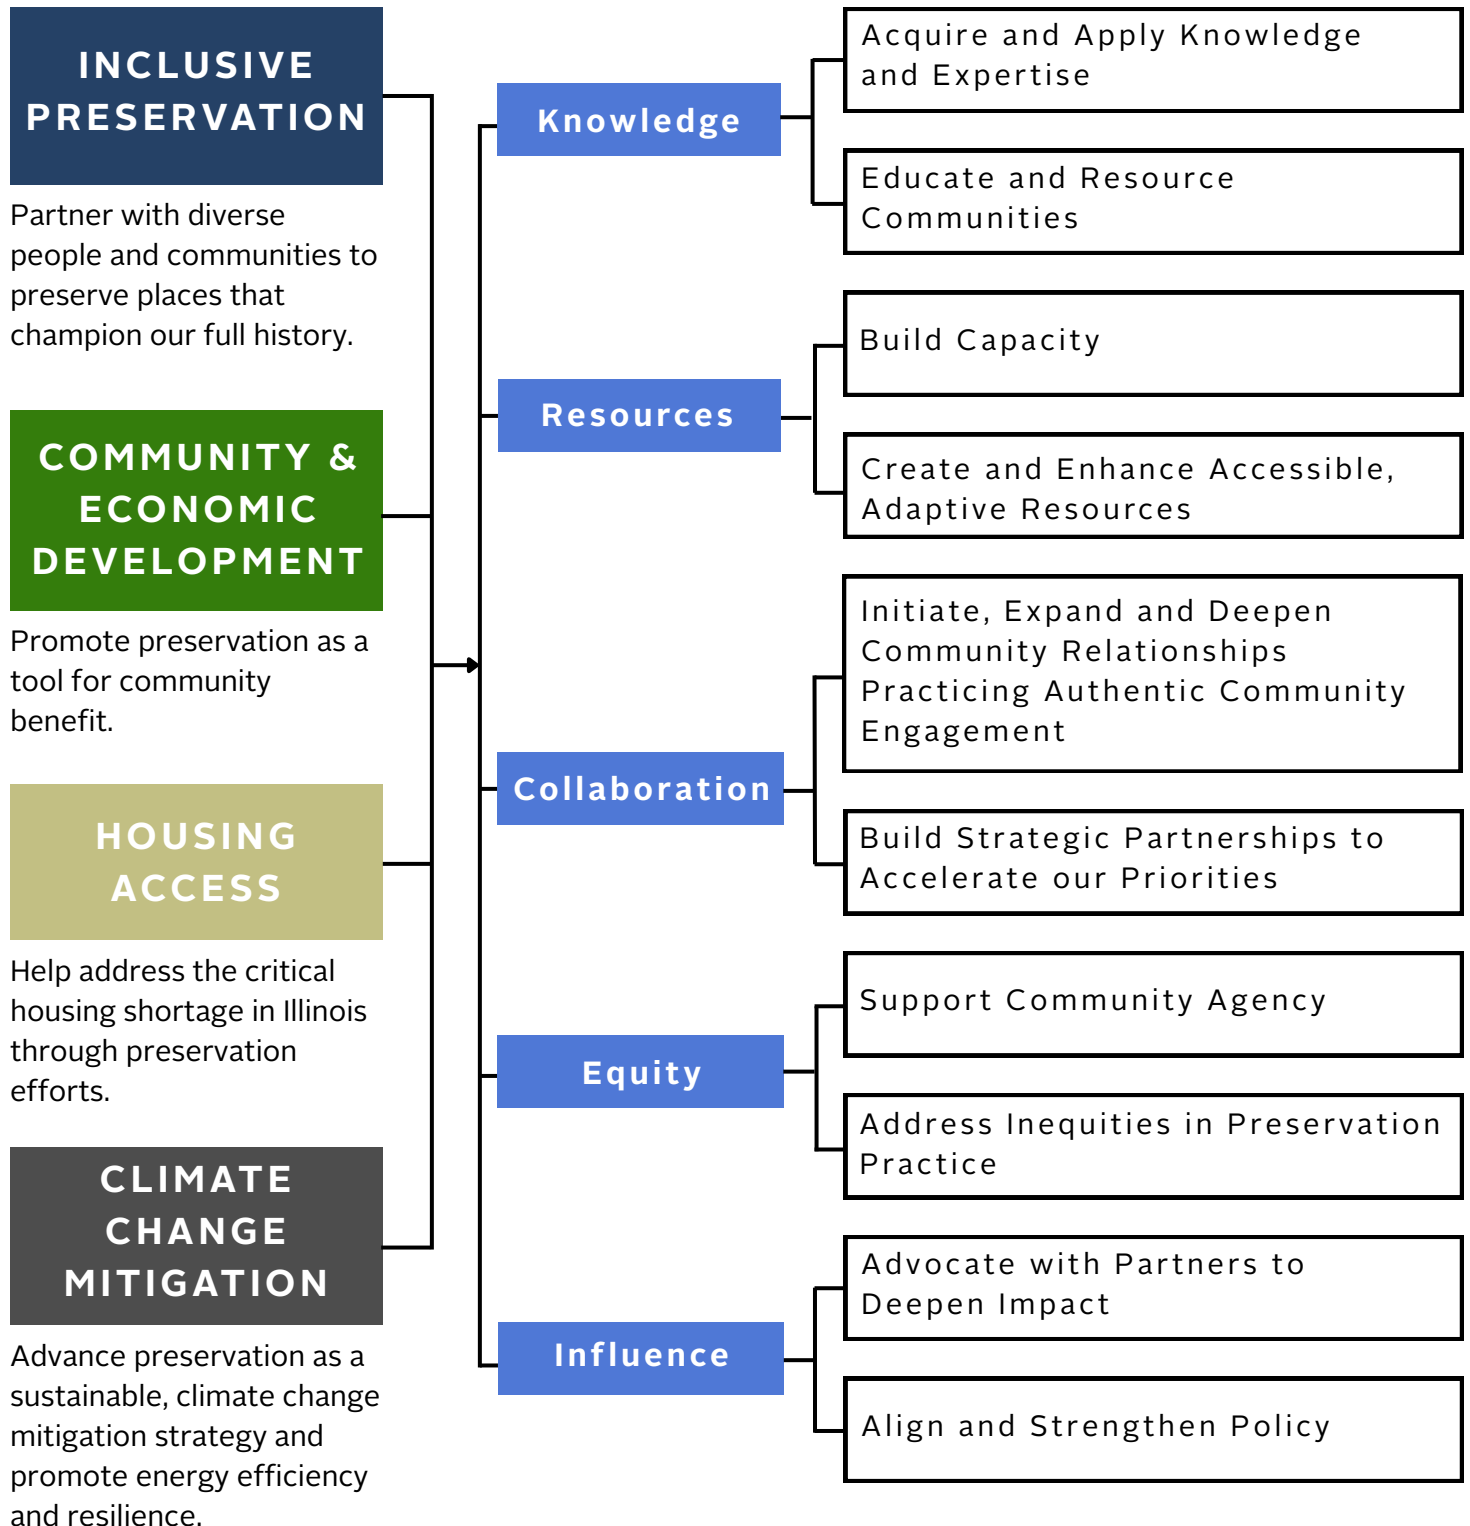 INCLUSIVE
PRESERVATION
Partner with diverse
people and communities to
preserve places that
champion our full history.
COMMUNITY &
ECONOMIC
DEVELOPMENT
Promote preservation as a
tool for community
benefit.
HOUSING
ACCESS
Help address the critical
housing shortage in Illinois
through preservation
efforts.
CLIMATE
CHANGE
MITIGATION
Advance preservation as a
sustainable, climate change
mitigation strategy and
promote energy efficiency
and resilience.
Knowledge
Acquire and Apply Knowledge
and Expertise
Educate and Resource
Communities
Resources
Build Capacity
Create and Enhance Accessible,
Adaptive Resources
Collaboration
Initiate, Expand and Deepen
Community Relationships
Practicing Authentic Community
Engagement
Build Strategic Partnerships to
Accelerate our Priorities
Equity
Support Community Agency
Address Inequities in Preservation
Practice
Influence
Advocate with Partners to
Deepen Impact
Align and Strengthen Policy